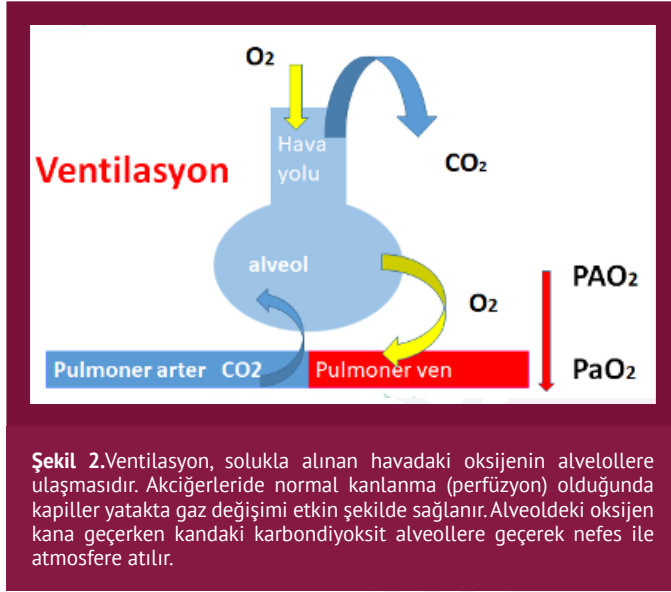 O₂
Hava
yolu
CO₂
Ventilasyon
alveol
O₂
PAO₂
Pulmoner arter CO2
Pulmoner ven
PaO₂
Şekil 2.Ventilasyon, solukla alınan havadaki oksijenin alvelollere
ulaşmasıdır. Akciğerleride normal kanlanma (perfüzyon) olduğunda
kapiller yatakta gaz değişimi etkin şekilde sağlanır. Alveoldeki oksijen
kana geçerken kandaki karbondiyoksit alveollere geçerek nefes ile
atmosfere atılır.